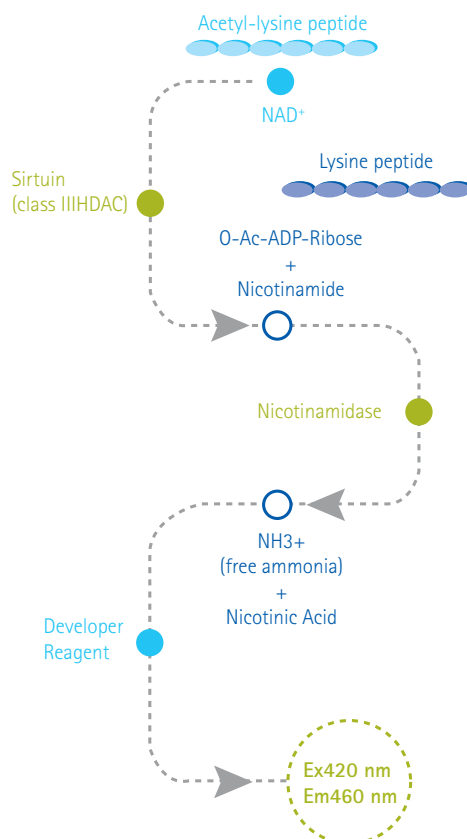 Acetyl-lysine peptide
NAD⁺
Lysine peptide
Sirtuin
(class IIIHDAC)
O-Ac-ADP-Ribose
+
Nicotinamide
Nicotinamidase
NH3+
(free ammonia)
+
Nicotinic Acid
Developer
Reagent
Ex420 nm
Em460 nm